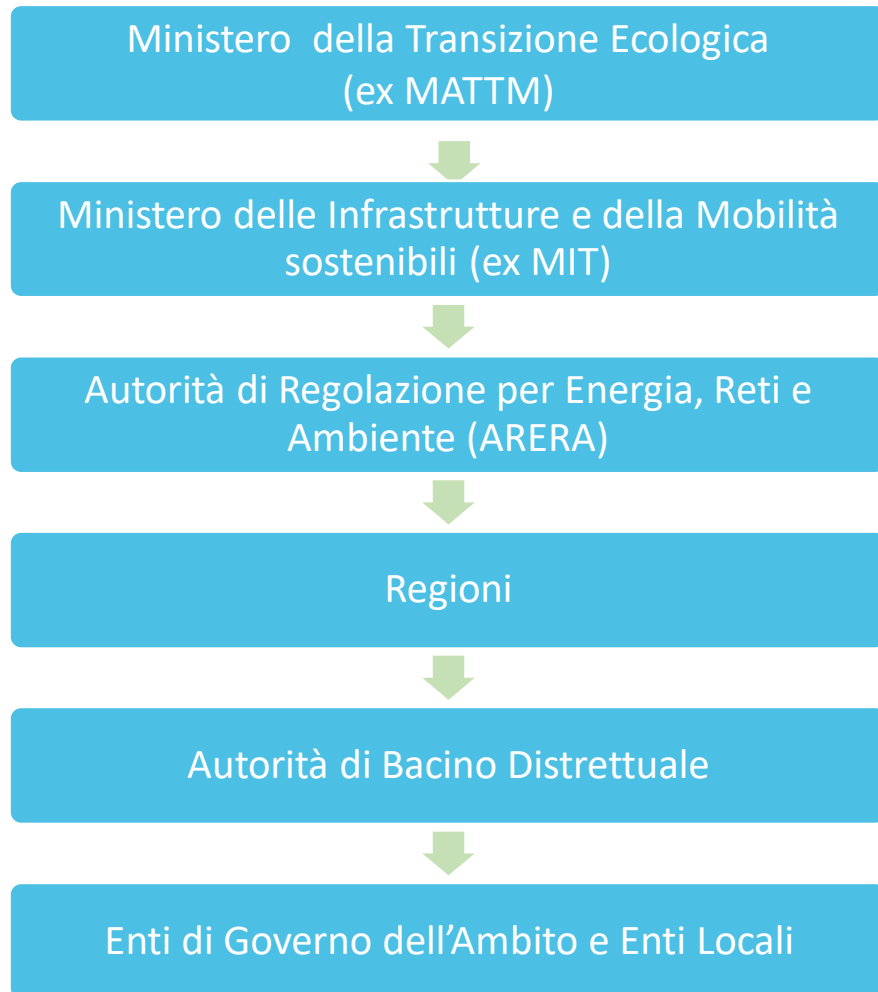 Ministero  della Transizione Ecologica
(ex MATTM)
Ministero delle Infrastrutture e della Mobilità
sostenibili (ex MIT)
Autorità di Regolazione per Energia, Reti e
Ambiente (ARERA)
Regioni
Autorità di Bacino Distrettuale
Enti di Governo dell’Ambito e Enti Locali